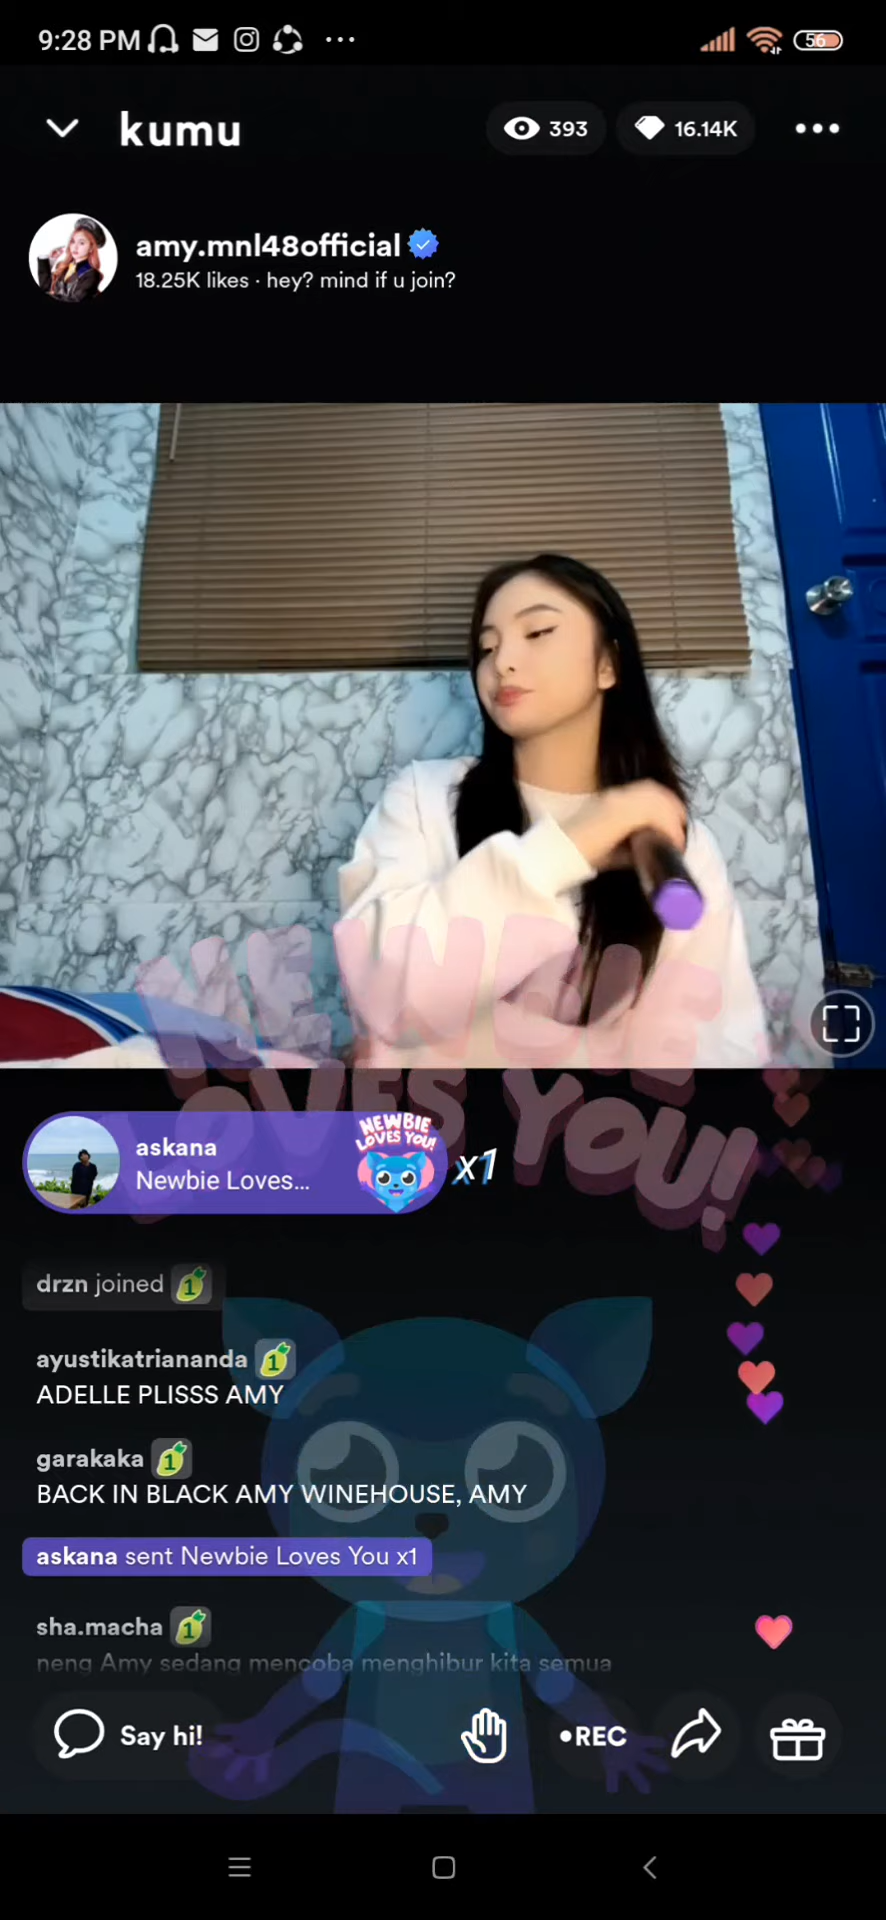 9:28 PM
56
kumu
393
16.14K
amy.mnl48official
18.25K likes · hey? mind if u join?
NEWBIE
LOVES YOU!
askana
Newbie Loves...
NEWBIE
LOVES YOU!
x1
drzn joined 1
ayustikatriananda 1
ADELLE PLISSS AMY
garakaka 1
BACK IN BLACK AMY WINEHOUSE, AMY
askana sent Newbie Loves You x1
sha.macha 1
neng Amy sedang mencoba menghibur kita semua
Say hi!
•REC